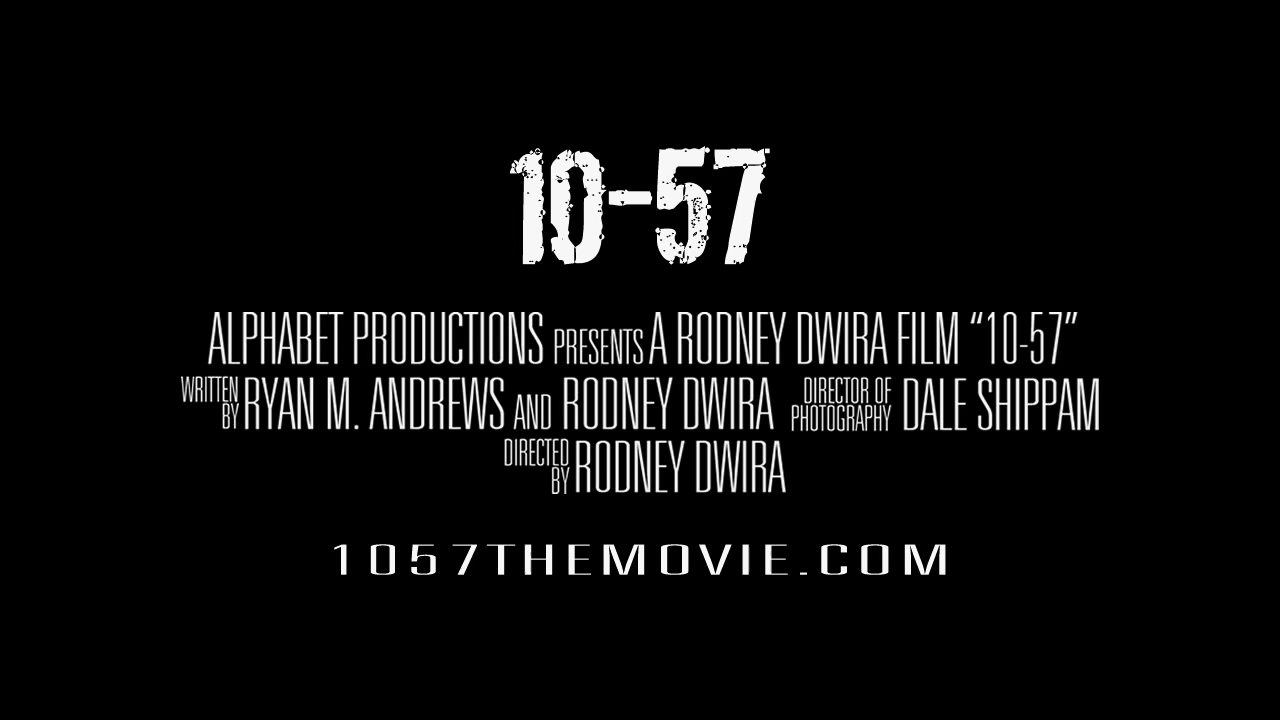 10-57
ALPHABET PRODUCTIONS PRESENTS A RODNEY DWIRA FILM “10-57”
WRITTEN BY RYAN M. ANDREWS AND RODNEY DWIRA DIRECTOR OF PHOTOGRAPHY DALE SHIPPAM
DIRECTED BY RODNEY DWIRA
1057THEMOVIE.COM